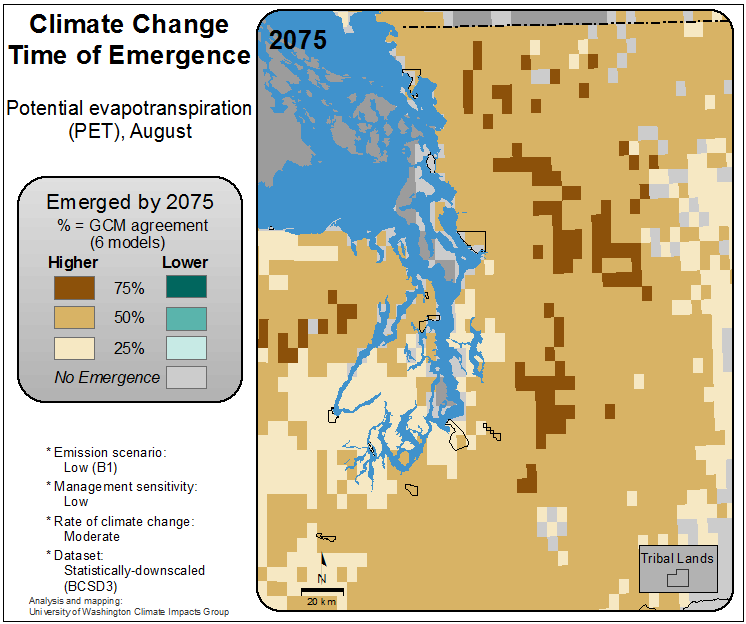 Climate Change
Time of Emergence
Potential evapotranspiration
(PET), August
Emerged by 2075
% = GCM agreement
(6 models)
Higher Lower
75%
50%
25%
No Emergence
* Emission scenario:
Low (B1)
* Management sensitivity:
Low
* Rate of climate change:
Moderate
* Dataset:
Statistically-downscaled
(BCSD3)
Analysis and mapping:
University of Washington Climate Impacts Group
2075
N
20 km
Tribal Lands